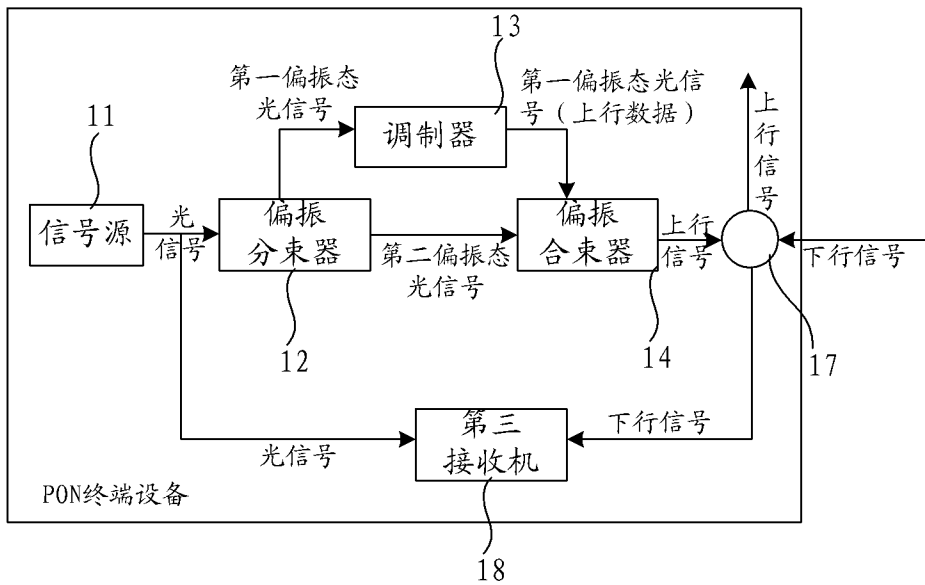 13
第一偏振态
光信号
第一偏振态光信
号(上行数据)
11
调制器
上行信号
信号源
光
信号
偏振
分束器
第二偏振态
光信号
偏振
合束器
上行
信号
下行信号
12
14
17
第三
接收机
光信号
下行信号
PON终端设备
18